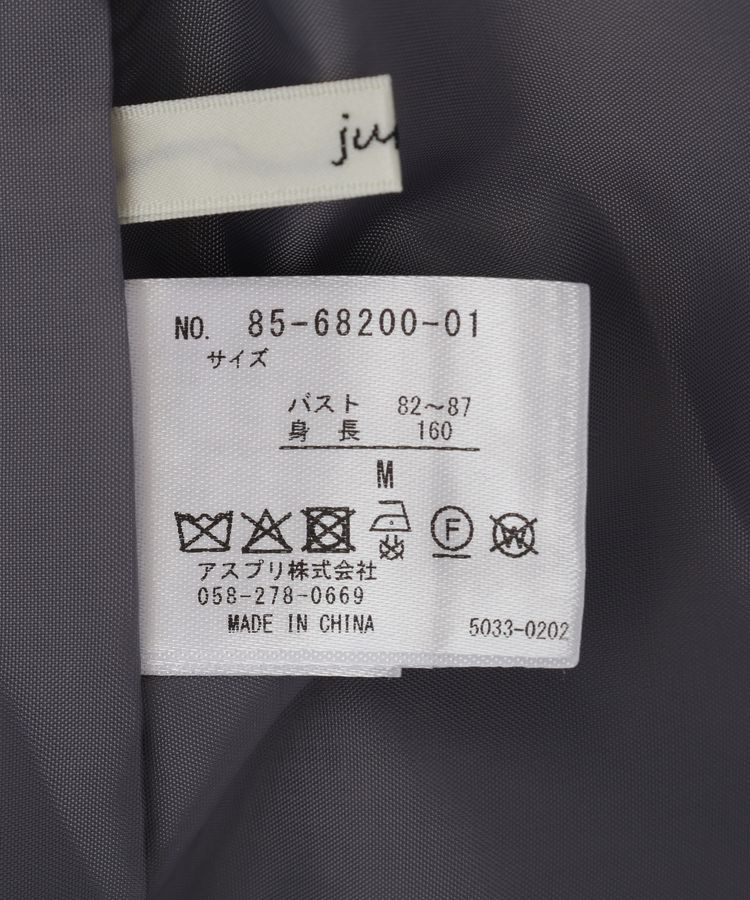 NO. 85-68200-01
サイズ
バスト 82~87
身 長 160
M
F W
アスプリ株式会社
058-278-0669
MADE IN CHINA
5033-0202